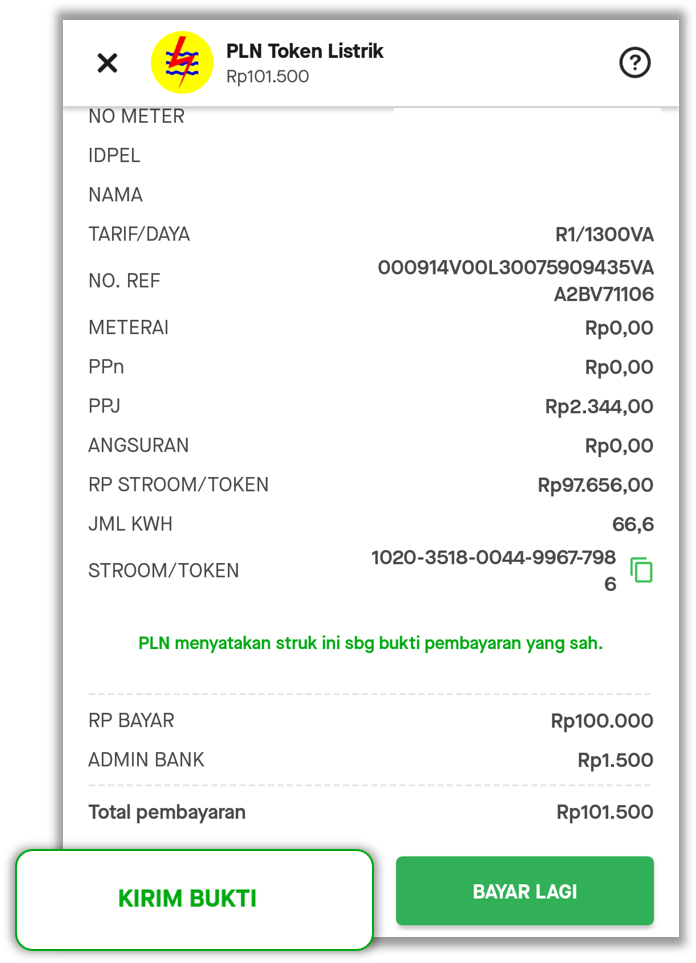 PLN Token Listrik
Rp101.500
NO METER
IDPEL
NAMA
TARIF/DAYA R1/1300VA
NO. REF 000914V00L30075909435VA
A2BV71106
METERAI Rp0,00
PPn Rp0,00
PPJ Rp2.344,00
ANGSURAN Rp0,00
RP STROOM/TOKEN Rp97.656,00
JML KWH 66,6
STROOM/TOKEN 1020-3518-0044-9967-798
6
PLN menyatakan struk ini sbg bukti pembayaran yang sah.
RP BAYAR Rp100.000
ADMIN BANK Rp1.500
Total pembayaran Rp101.500
KIRIM BUKTI
BAYAR LAGI